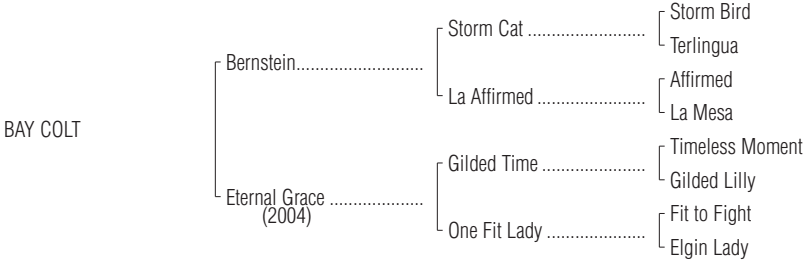 Storm Bird
Storm Cat ........................
Terlingua
Bernstein..........................
Affirmed
La Affirmed ......................
La Mesa
BAY COLT
Timeless Moment
Gilded Time .....................
Gilded Lilly
Eternal Grace ...................
(2004)
Fit to Fight
One Fit Lady ....................
Elgin Lady